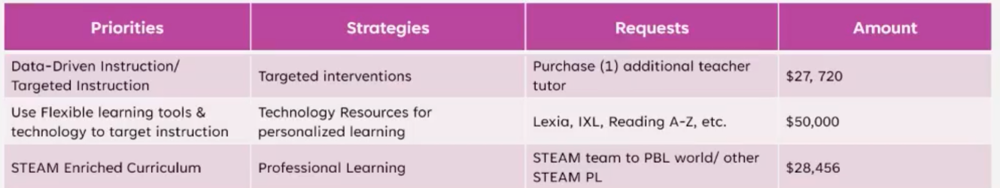 Priorities
Strategies
Requests
Amount
Data-Driven Instruction/
Targeted Instruction
Targeted interventions
Purchase (1) additional teacher
tutor
$27, 720
Use Flexible learning tools &
technology to target instruction
Technology Resources for
personalized learning
Lexia, IXL, Reading A-Z, etc.
$50,000
STEAM Enriched Curriculum
Professional Learning
STEAM team to PBL world/ other
STEAM PL
$28,456